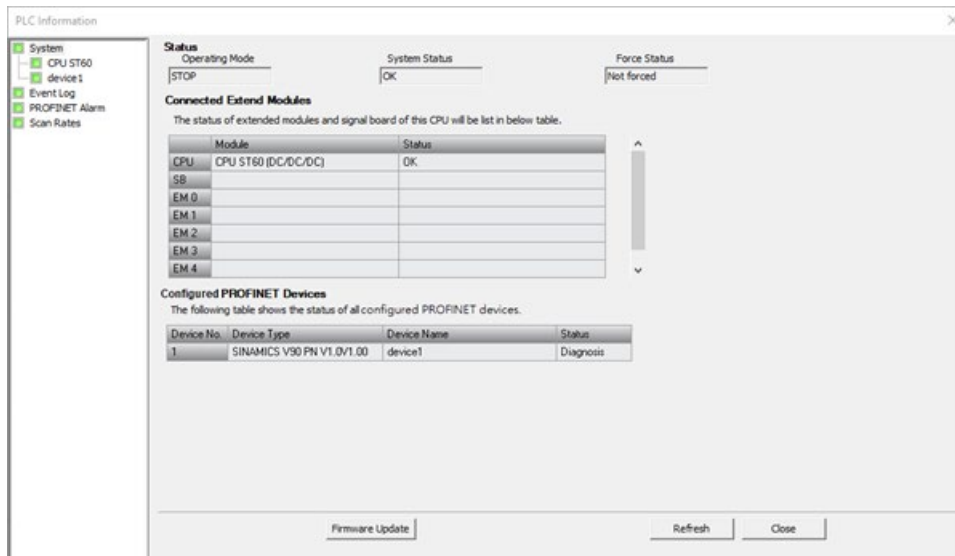 PLC Information
System
CPU ST60
device1
Event Log
PROFINET Alarm
Scan Rates
Status
Operating Mode System Status Force Status
STOP OK Not forced
Connected Extend Modules
The status of extended modules and signal board of this CPU will be list in below table.
Module Status
CPU CPU ST60 (DC/DC/DC) OK
SB
EM 0
EM 1
EM 2
EM 3
EM 4
Configured PROFINET Devices
The following table shows the status of all configured PROFINET devices.
Device No. Device Type Device Name Status
1 SINAMICS V90 PN V1.0V1.00 device1 Diagnosis
Firmware Update Refresh Close